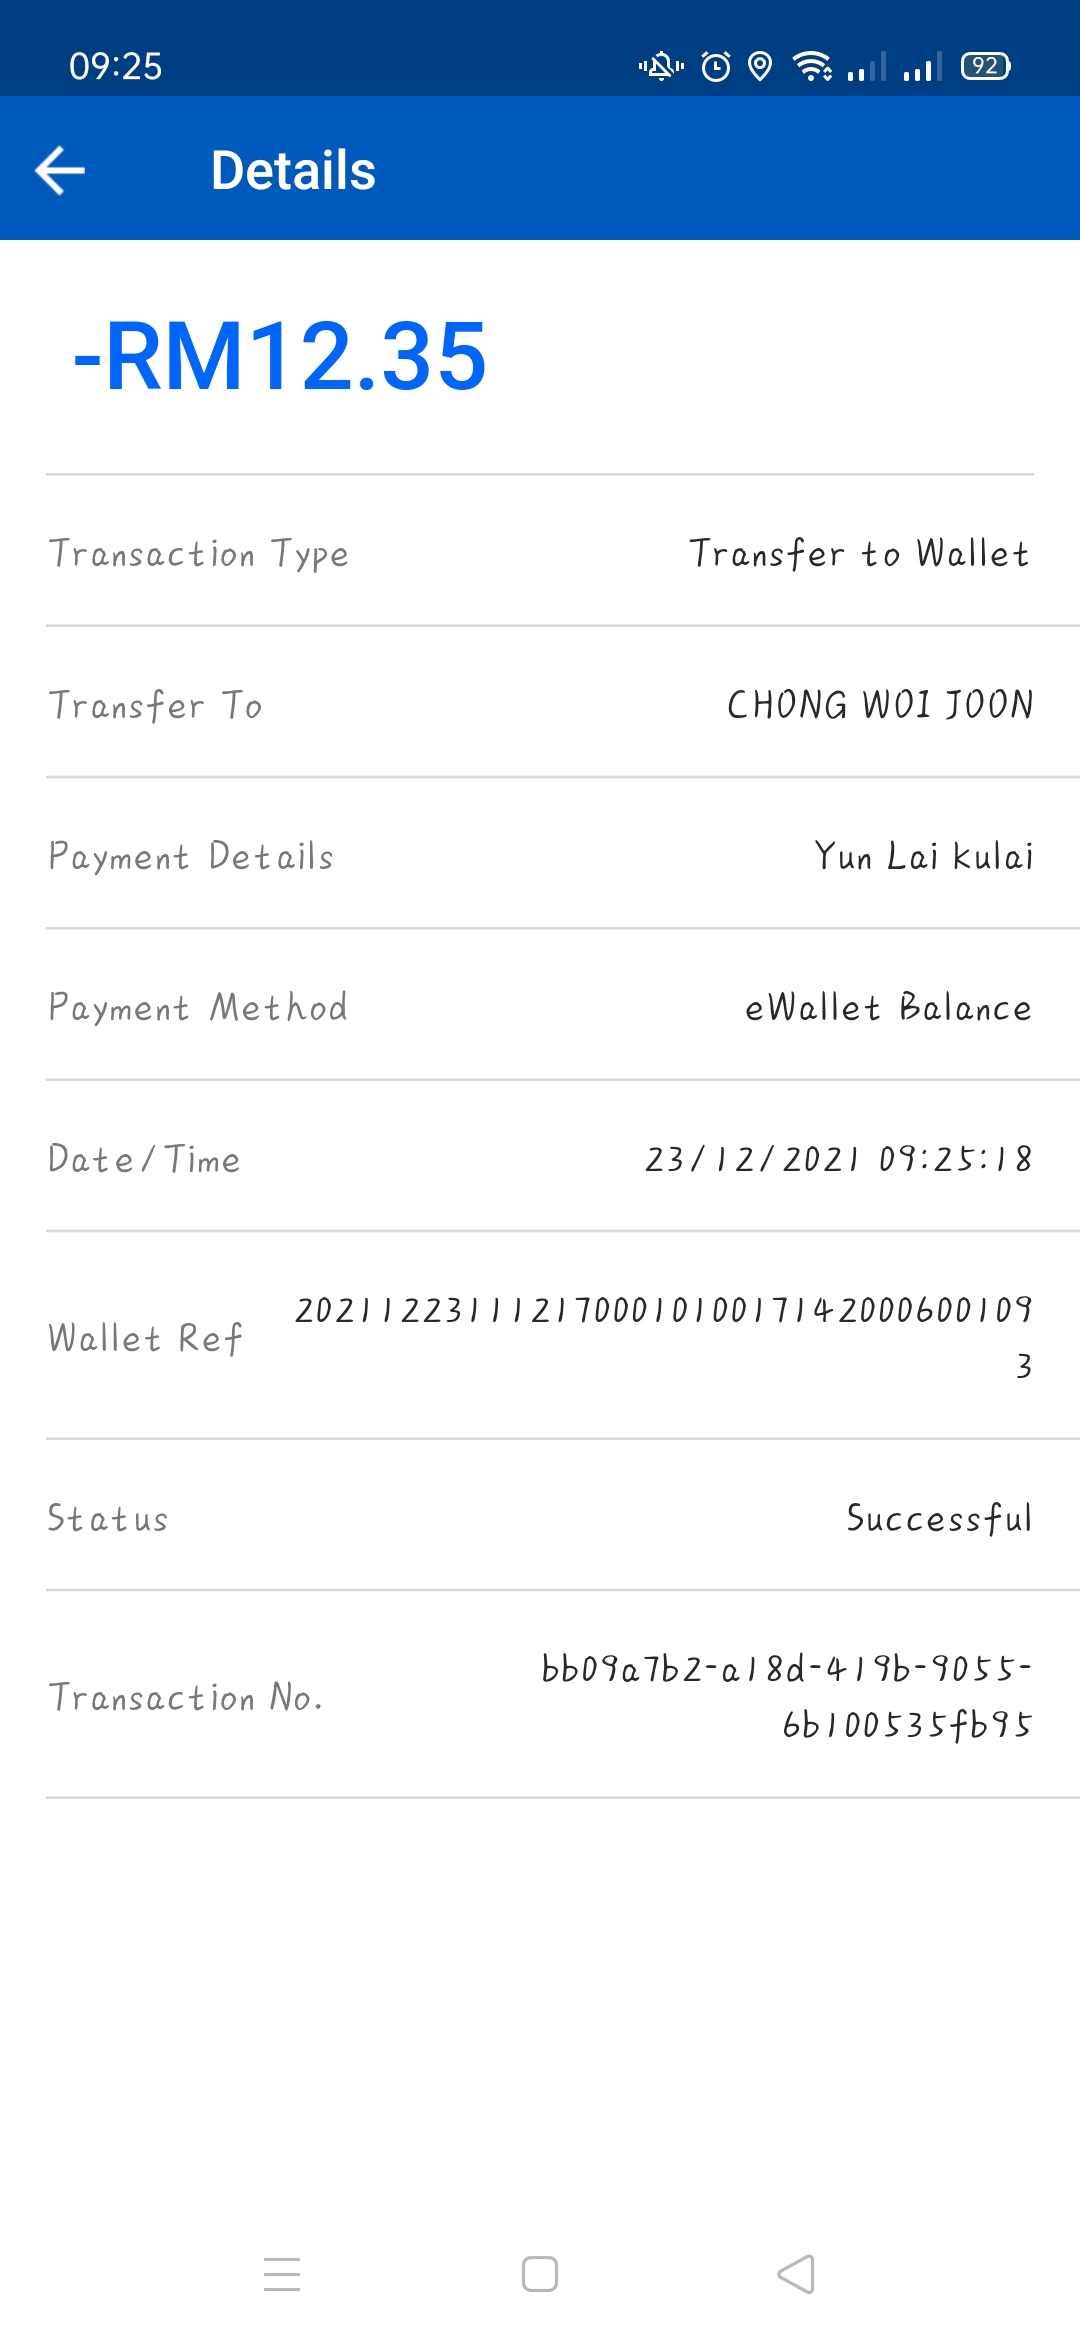 09:25
92
Details
-RM12.35
Transaction Type
Transfer to Wallet
Transfer To
CHONG WOI JOON
Payment Details
Yun Lai kulai
Payment Method
eWallet Balance
Date/Time
23/12/2021 09:25:18
Wallet Ref
202112231112170001010017142000600109
3
Status
Successful
Transaction No.
bb09a7b2-a18d-419b-9055-
6b100535fb95